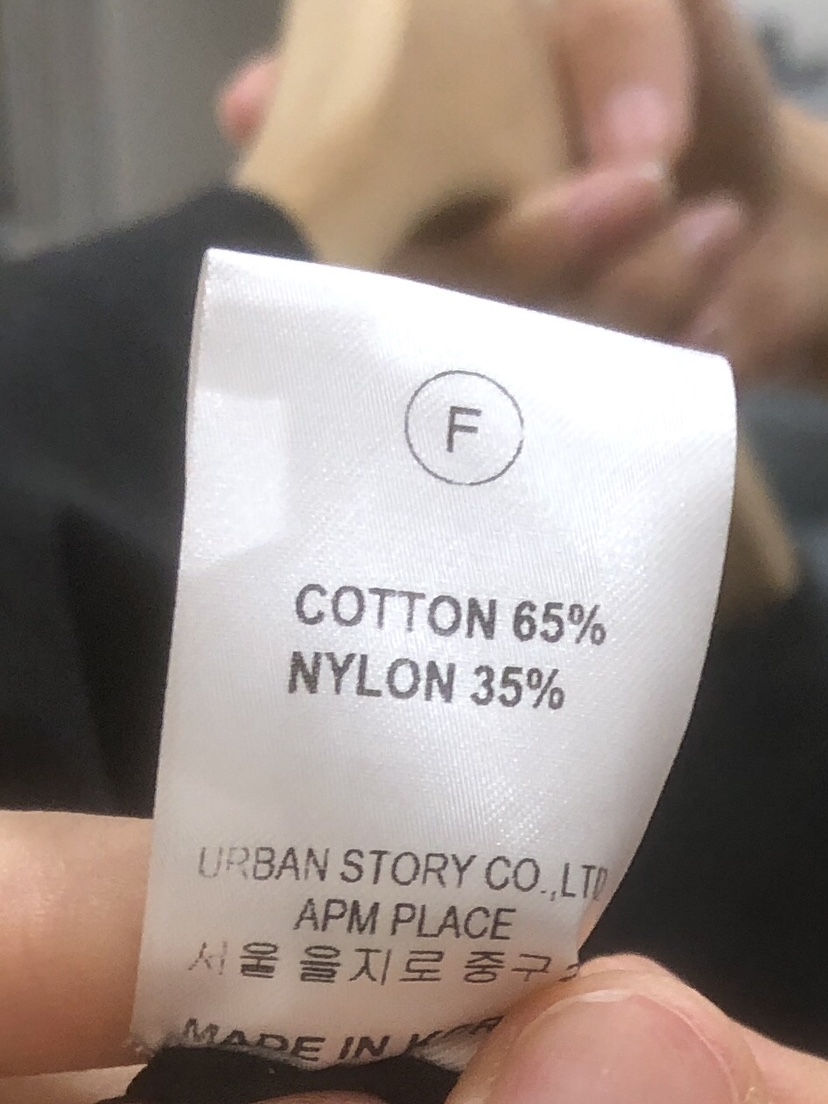 F
COTTON 65%
NYLON 35%
URBAN STORY CO.,LTD
APM PLACE
서울 을지로 중구
MADE IN